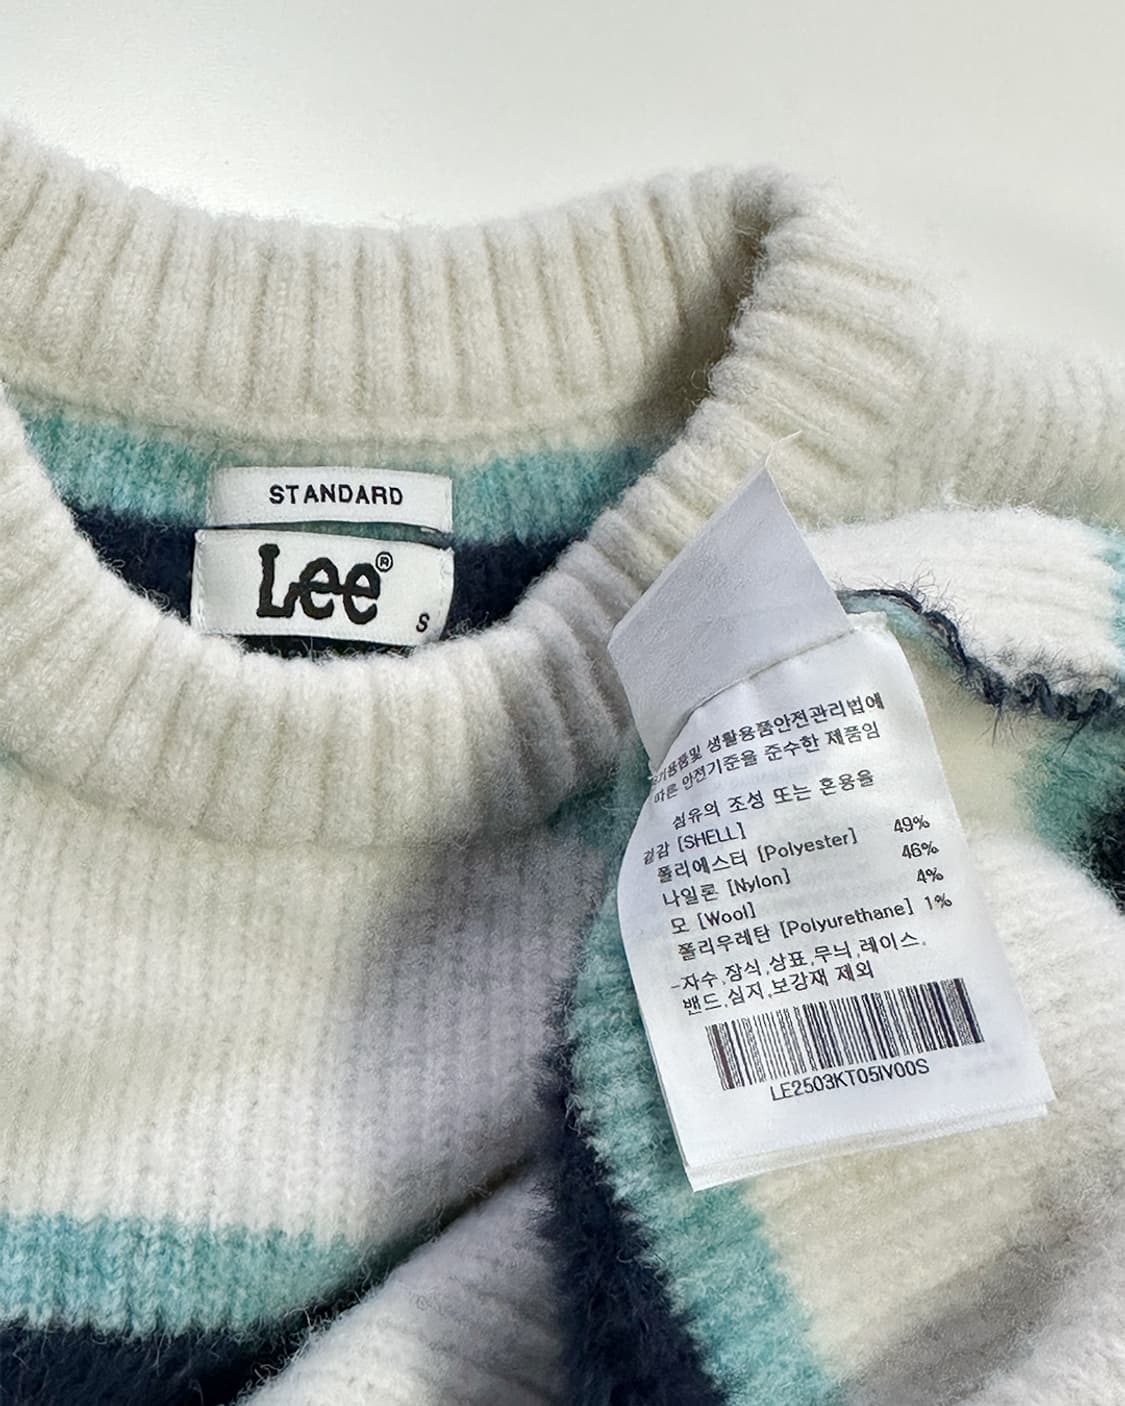 STANDARD
Lee®
S
전기용품및 생활용품안전관리법에
따른 안전기준을 준수한 제품임
섬유의 조성 또는 혼용율
겉감 [SHELL]
폴리에스터 [Polyester] 49%
나일론 [Nylon] 46%
모 [Wool] 4%
폴리우레탄 [Polyurethane] 1%
-자수,장식,상표,무늬,레이스,
밴드,심지,보강재 제외
LE2503KT05IV00S